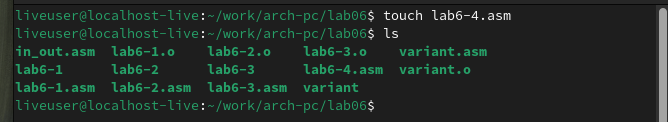 liveuser@localhost-live:~/work/arch-pc/lab06$ touch lab6-4.asm
liveuser@localhost-live:~/work/arch-pc/lab06$ ls
in_out.asm lab6-1.o lab6-2.o lab6-3.o variant.asm
lab6-1 lab6-2 lab6-3 lab6-4.asm variant.o
lab6-1.asm lab6-2.asm lab6-3.asm variant
liveuser@localhost-live:~/work/arch-pc/lab06$